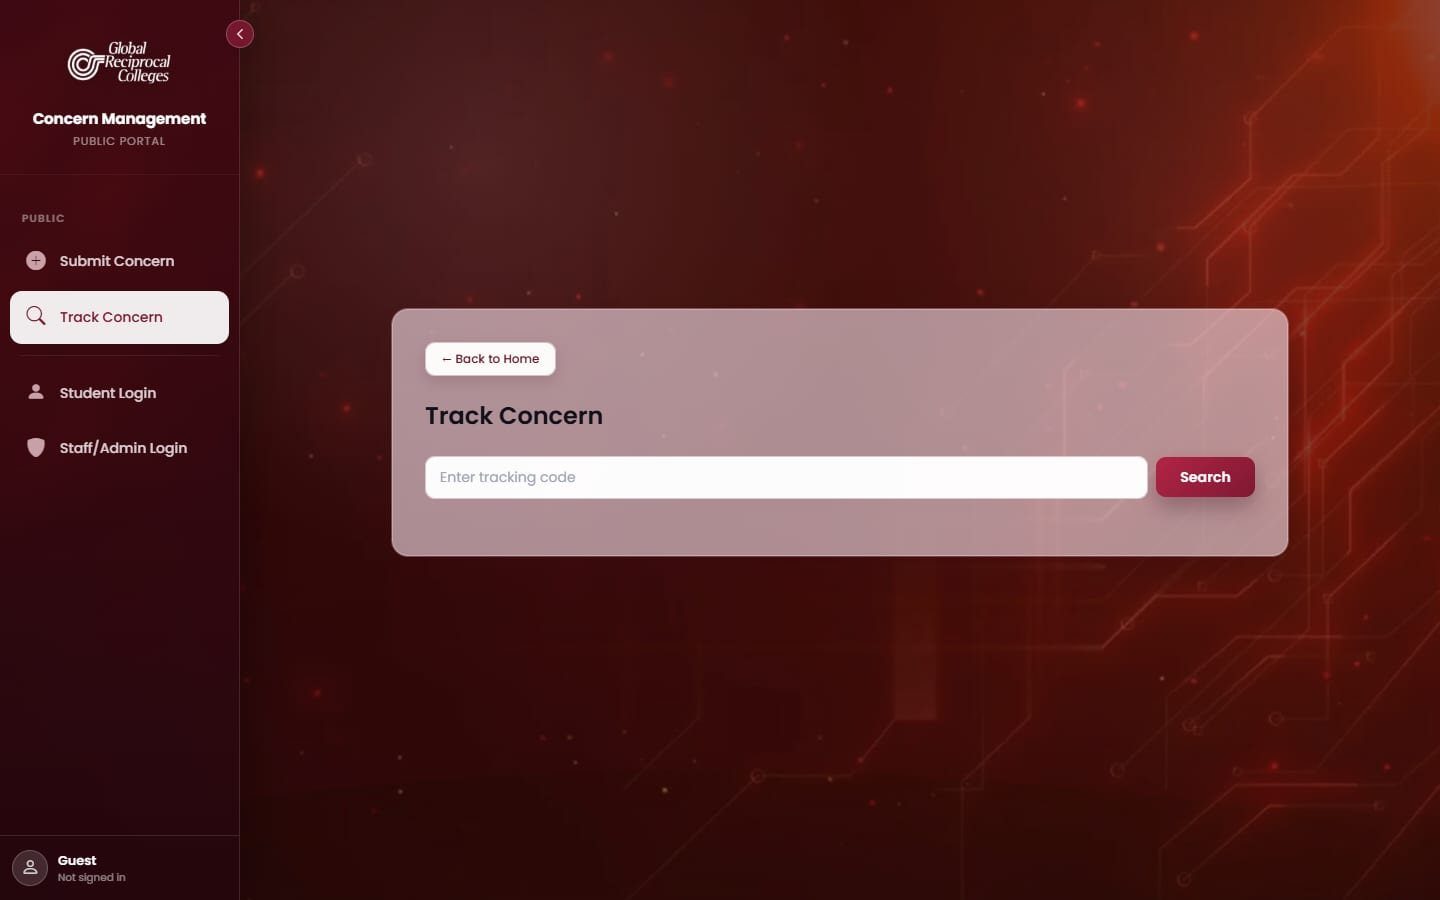 Global
Reciprocal
Colleges
Concern Management
PUBLIC PORTAL
PUBLIC
Submit Concern
Track Concern
Student Login
Staff/Admin Login
Guest
Not signed in
← Back to Home
Track Concern
Enter tracking code
Search